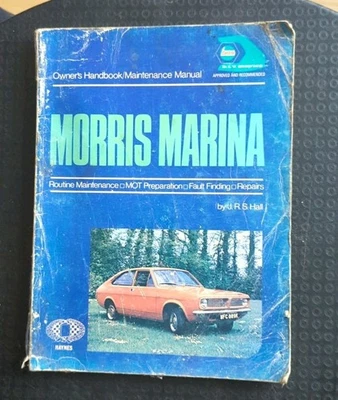 Owner's Handbook/Maintenance Manual
APPROVED AND RECOMMENDED
MORRIS MARINA
Routine Maintenance □ MOT Preparation □ Fault Finding □ Repairs
by J. R. S. Hall
HAYNES